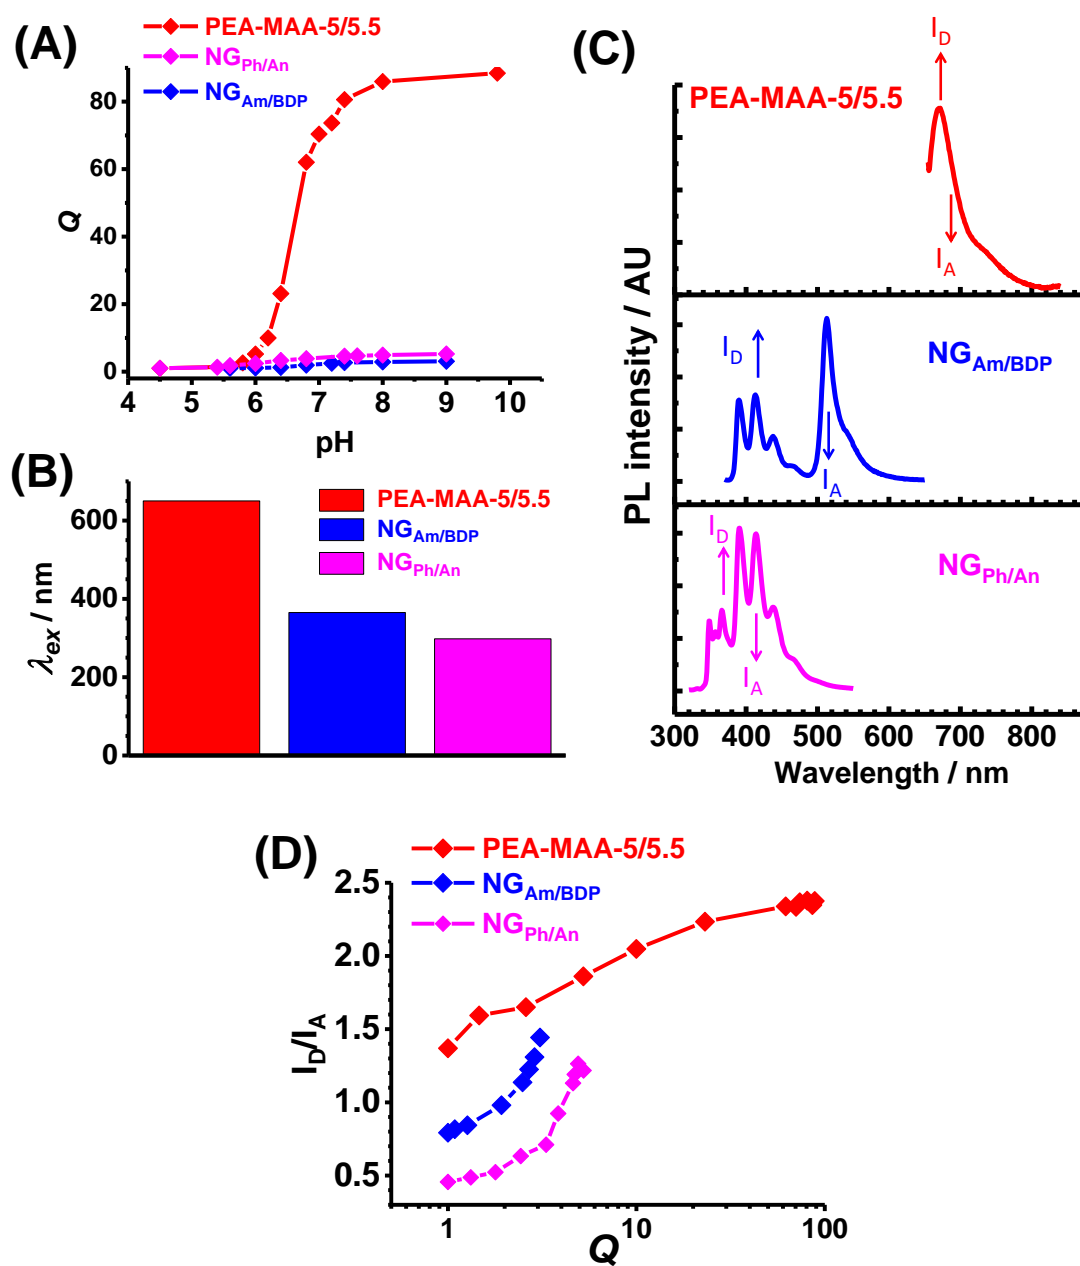 (A)
PEA-MAA-5/5.5
NGPh/An
NGAm/BDP
80
60
40
20
0
Q
4 5 6 7 8 9 10
pH
(B)
PEA-MAA-5/5.5
NGAm/BDP
NGPh/An
600
400
200
0
λex / nm
(C)
ID
PEA-MAA-5/5.5
IA
ID
NGAm/BDP
IA
ID
NGPh/An
IA
PL intensity / AU
300 400 500 600 700 800
Wavelength / nm
(D)
PEA-MAA-5/5.5
NGAm/BDP
NGPh/An
2.5
2.0
1.5
1.0
0.5
ID/IA
1 10 100
Q